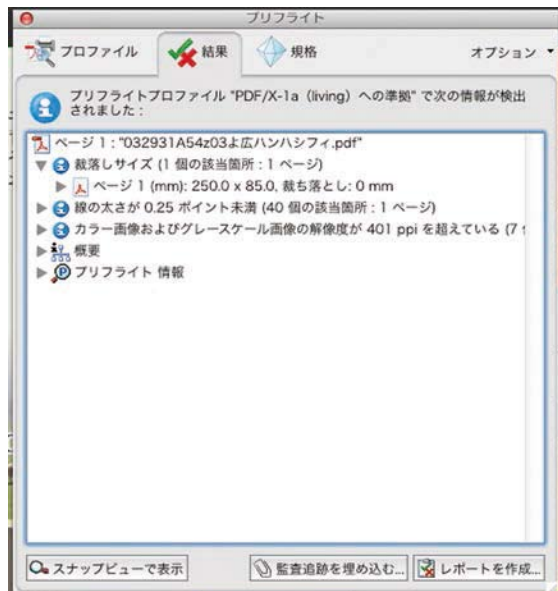 プリフライト
プロファイル 結果 規格 オプション
プリフライトプロファイル "PDF/X-1a（living）への準拠" で次の情報が検出
されました：
ページ 1 : "032931A54z03よ広ハンハシフィ.pdf"
裁落しサイズ (1 個の該当箇所 : 1 ページ)
ページ 1 (mm): 250.0 x 85.0, 裁ち落とし: 0 mm
線の太さが 0.25 ポイント未満 (40 個の該当箇所 : 1 ページ)
カラー画像およびグレースケール画像の解像度が 401 ppi を超えている (7
概要
プリフライト 情報
スナップビューで表示 監査追跡を埋め込む... レポートを作成...